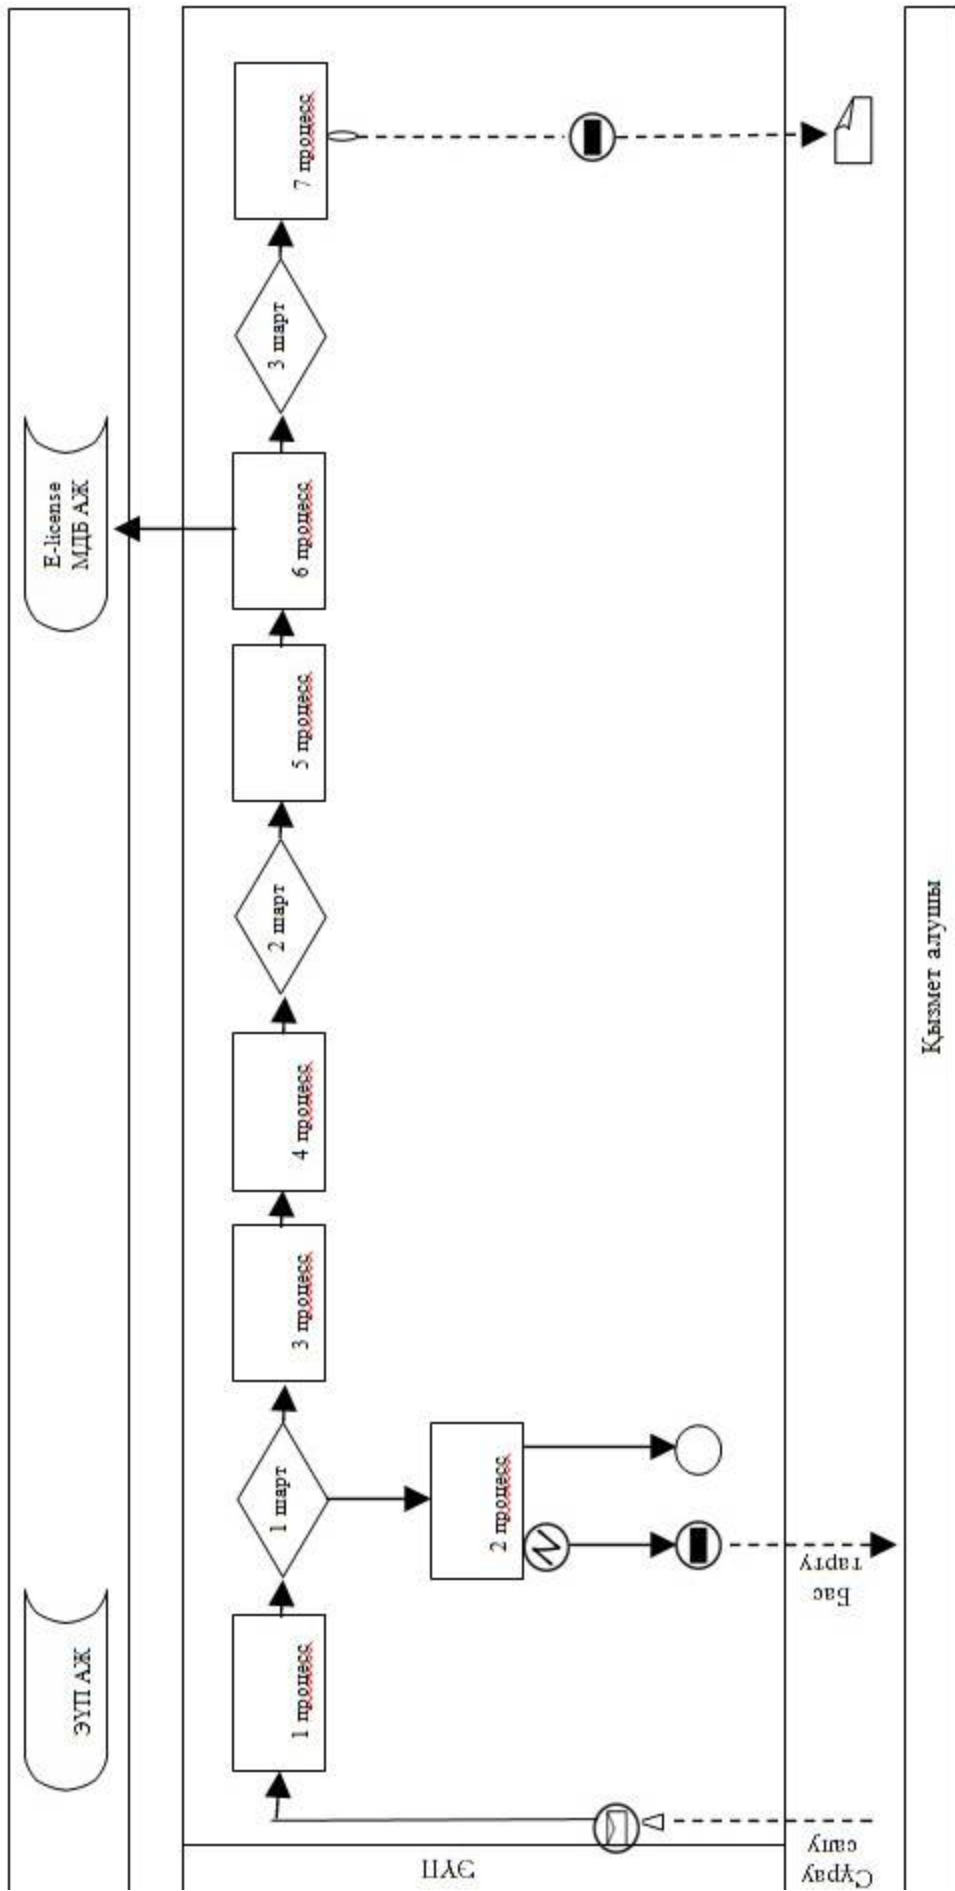 ЭҮП АЖ
E-license
МДБ АЖ
ЭҮП
1 процесс
1 шарт
2 процесс
3 процесс
4 процесс
2 шарт
5 процесс
6 процесс
3 шарт
7 процесс
Сұрау
салу
Бас
тарту
Қызмет алушы